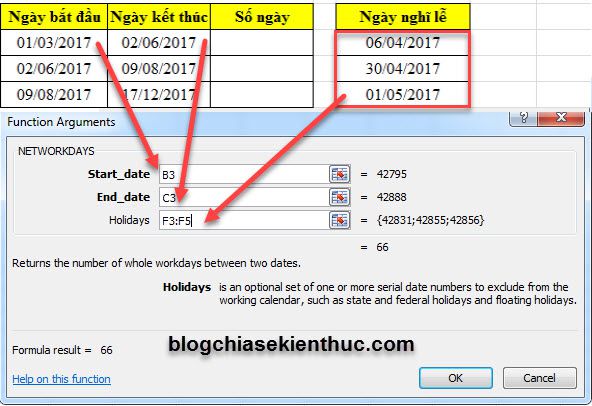 Ngày bắt đầu Ngày kết thúc Số ngày Ngày nghĩ lễ
01/03/2017 02/06/2017 06/04/2017
02/06/2017 09/08/2017 30/04/2017
09/08/2017 17/12/2017 01/05/2017
Function Arguments
NETWORKDAYS
Start_date B3 = 42795
End_date C3 = 42888
Holidays F3:F5 = {42831;42855;42856}
= 66
Returns the number of whole workdays between two dates.
Holidays is an optional set of one or more serial date numbers to exclude from the
working calendar, such as state and federal holidays and floating holidays.
blogchiasekienthuc.com
Formula result = 66
Help on this function OK Cancel